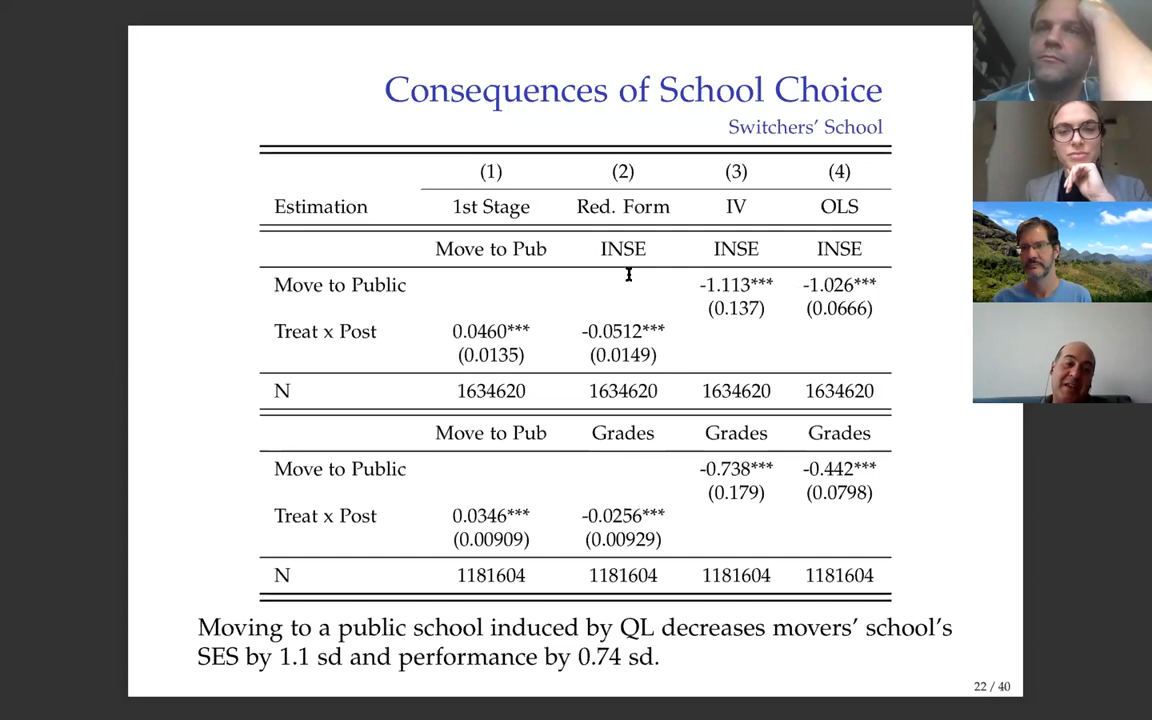 Consequences of School Choice
Switchers' School
(1) (2) (3) (4)
Estimation 1st Stage Red. Form IV OLS
Move to Pub INSE INSE INSE
Move to Public -1.113*** -1.026***
(0.137) (0.0666)
Treat x Post 0.0460*** -0.0512***
(0.0135) (0.0149)
N 1634620 1634620 1634620 1634620
Move to Pub Grades Grades Grades
Move to Public -0.738*** -0.442***
(0.179) (0.0798)
Treat x Post 0.0346*** -0.0256***
(0.00909) (0.00929)
N 1181604 1181604 1181604 1181604
Moving to a public school induced by QL decreases movers' school's
SES by 1.1 sd and performance by 0.74 sd.
22 / 40